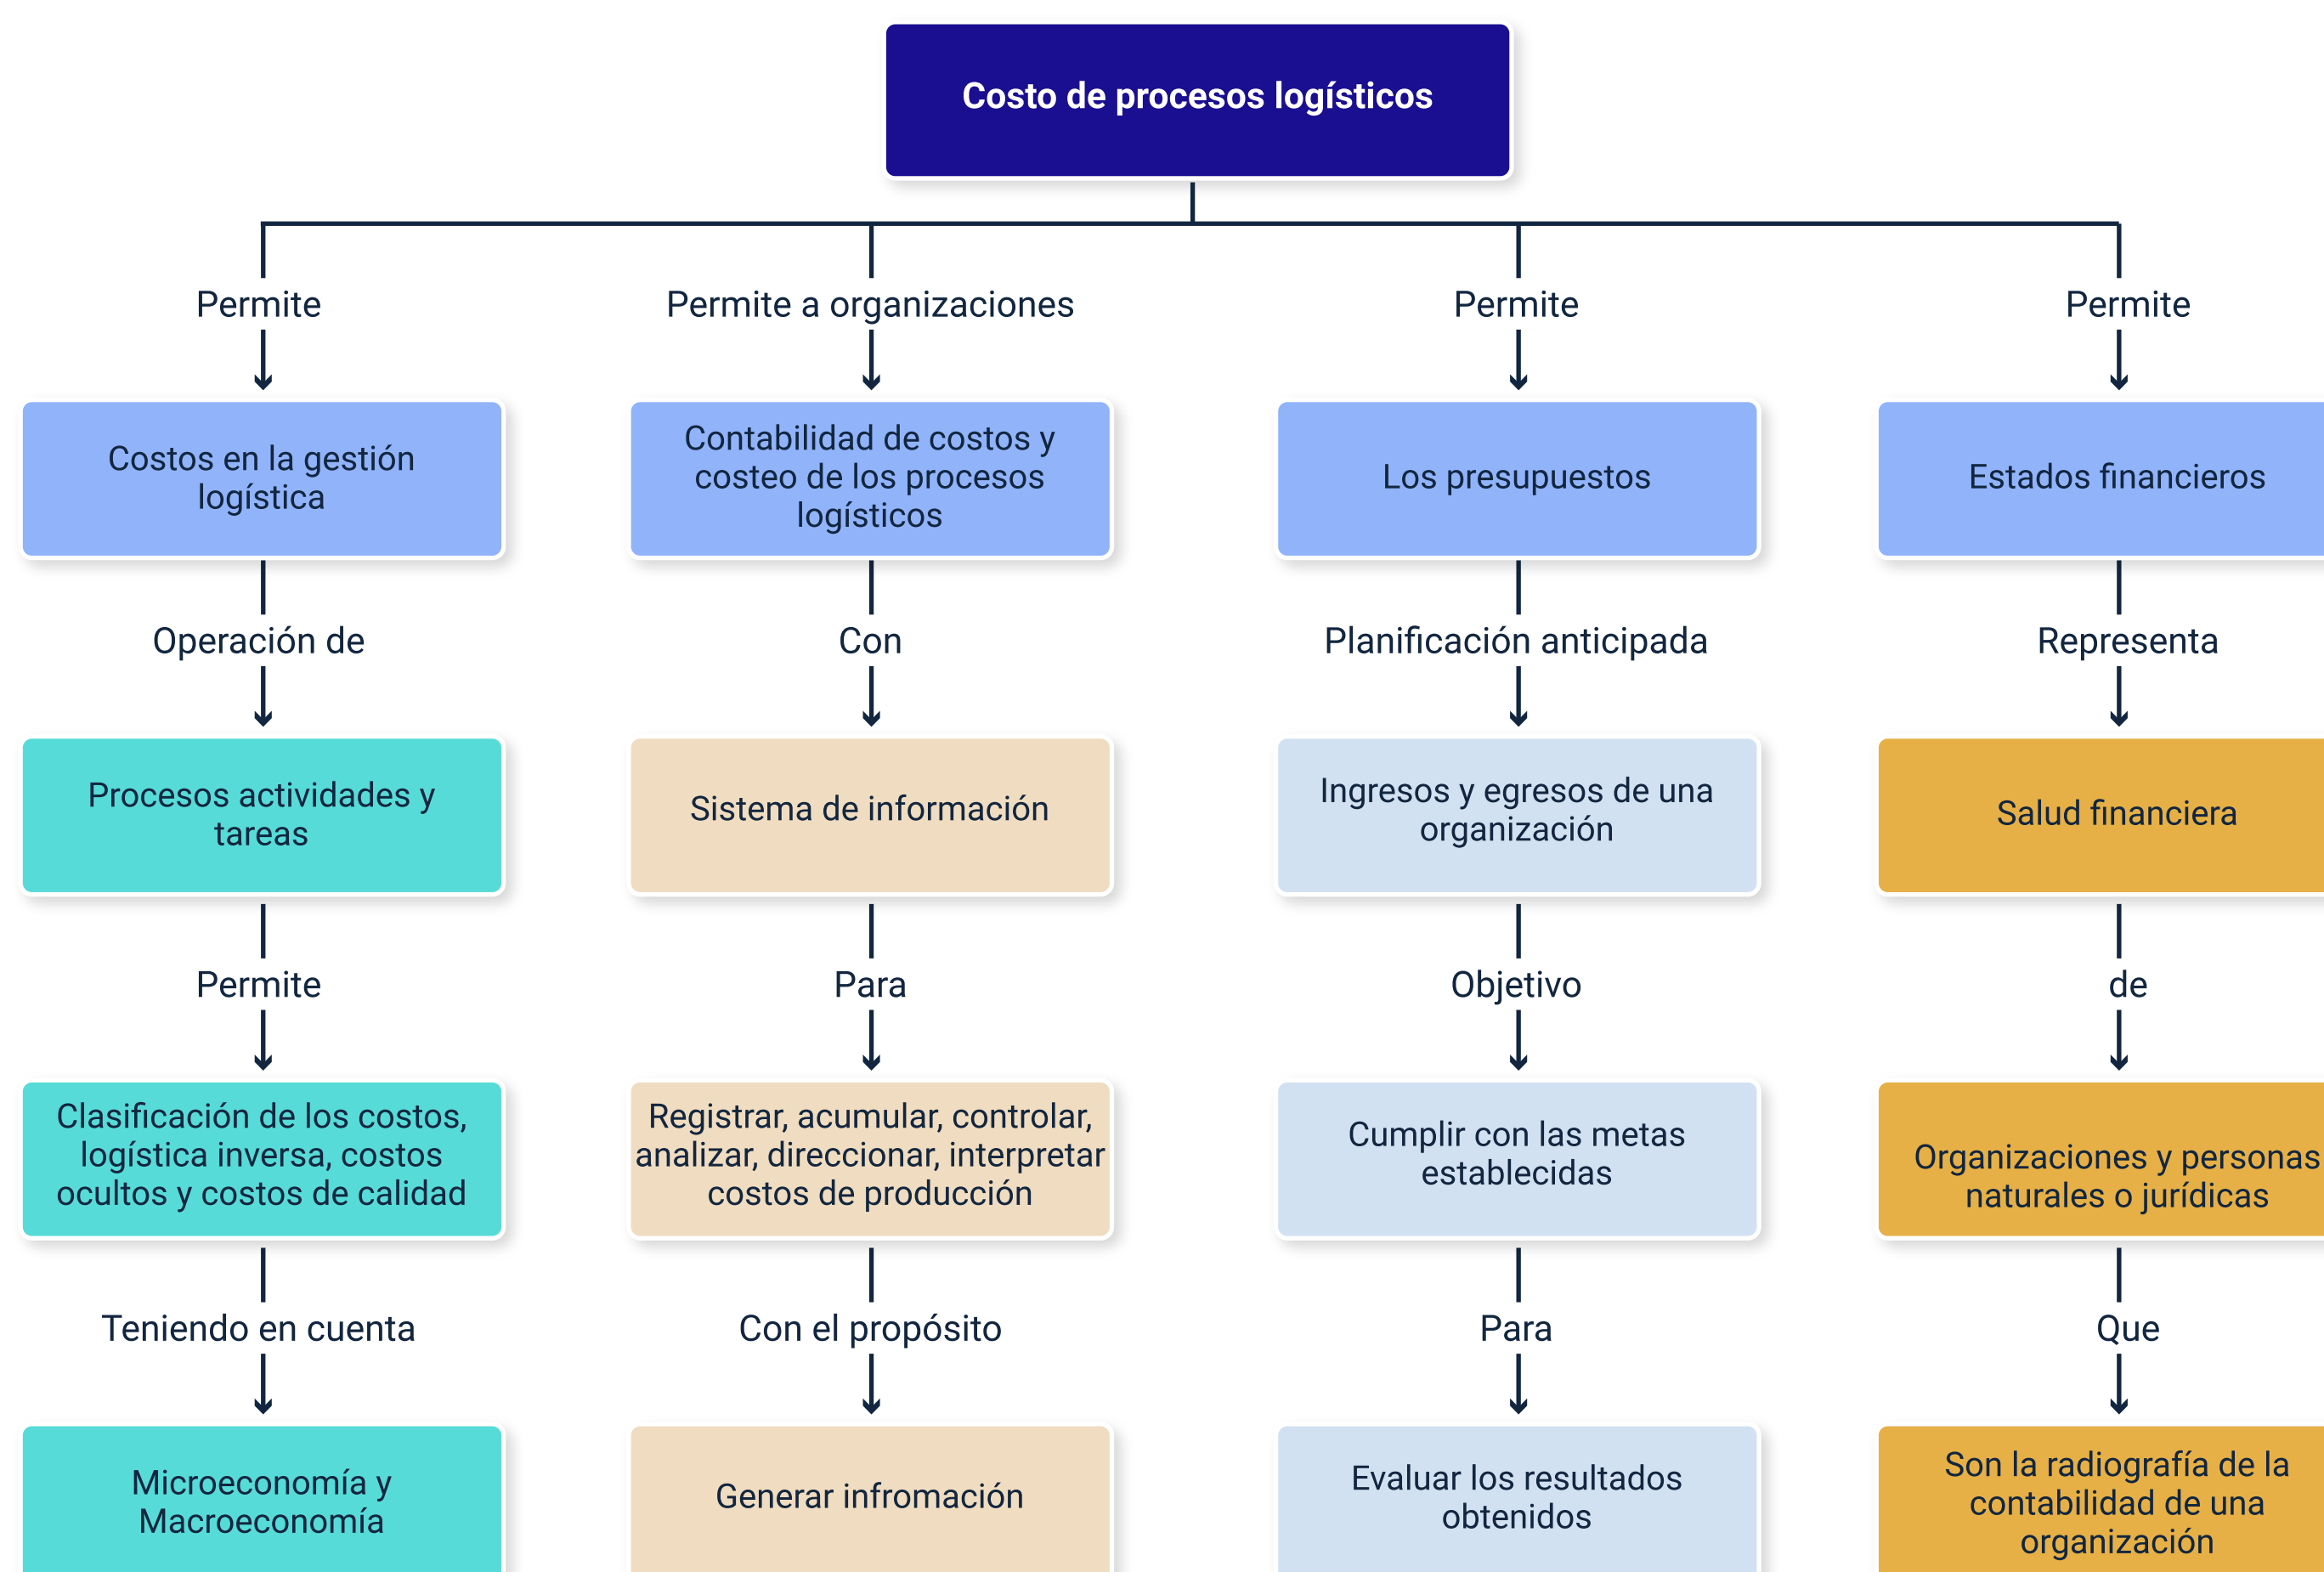 Costo de procesos logísticos
Permite
Permite a organizaciones
Permite
Permite
Costos en la gestión
logística
Contabilidad de costos y
costeo de los procesos
logísticos
Los presupuestos
Estados financieros
Operación de
Con
Planificación anticipada
Representa
Procesos actividades y
tareas
Sistema de información
Ingresos y egresos de una
organización
Salud financiera
Permite
Para
Objetivo
de
Clasificación de los costos,
logística inversa, costos
ocultos y costos de calidad
Registrar, acumular, controlar,
analizar, direccionar, interpretar
costos de producción
Cumplir con las metas
establecidas
Organizaciones y personas
naturales o jurídicas
Teniendo en cuenta
Con el propósito
Para
Que
Microeconomía y
Macroeconomía
Generar infromación
Evaluar los resultados
obtenidos
Son la radiografía de la
contabilidad de una
organización